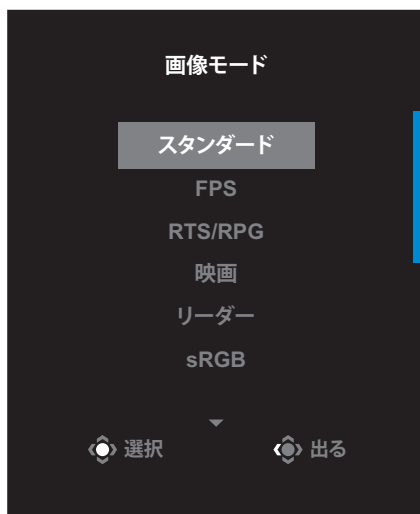 画像モード
スタンダード
FPS
RTS/RPG
映画
リーダー
sRGB
選択 出る